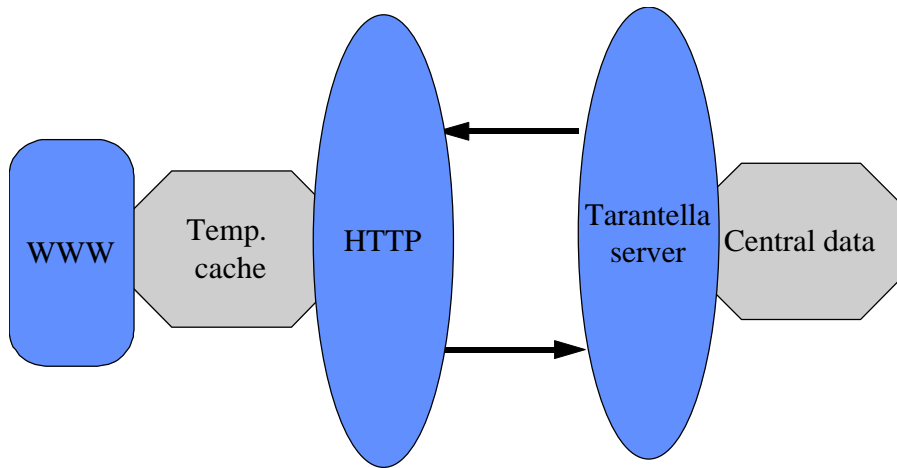 WWW
Temp.
cache
HTTP
Tarantella
server
Central data